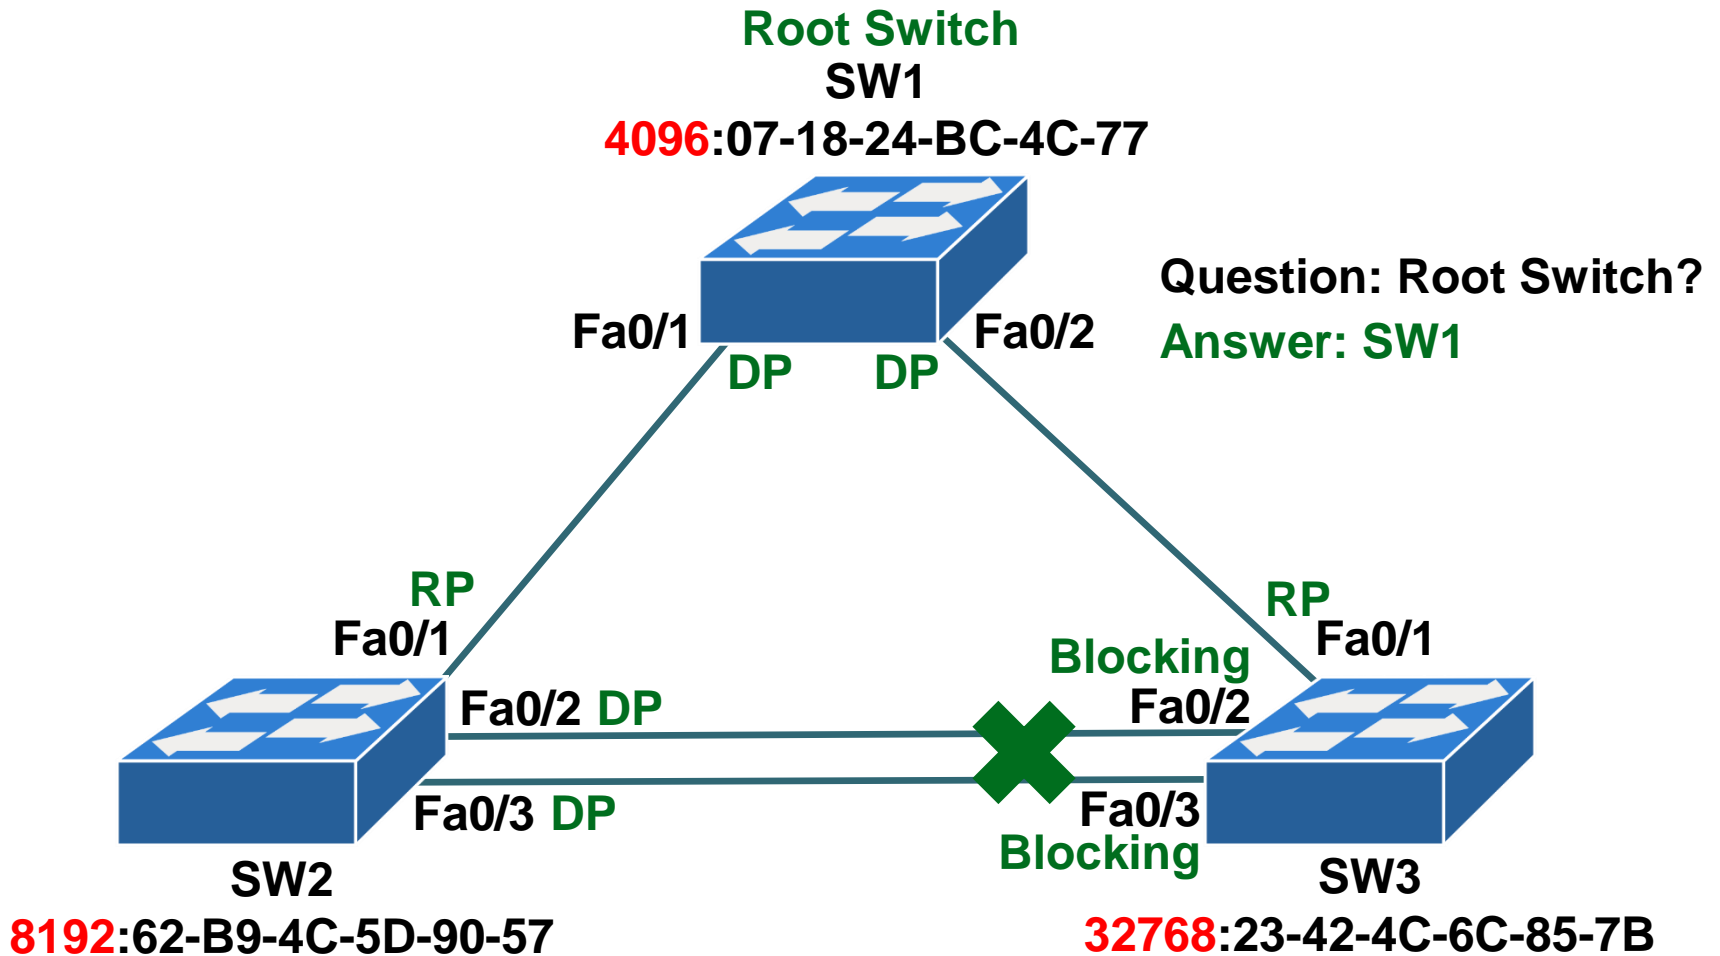 Root Switch
SW1
4096:07-18-24-BC-4C-77
Question: Root Switch?
Answer: SW1
Fa0/1
Fa0/2
DP
DP
RP
Fa0/1
RP
Fa0/1
Blocking
Fa0/2 DP
Fa0/2
Fa0/3 DP
Fa0/3
Blocking
SW2
8192:62-B9-4C-5D-90-57
SW3
32768:23-42-4C-6C-85-7B